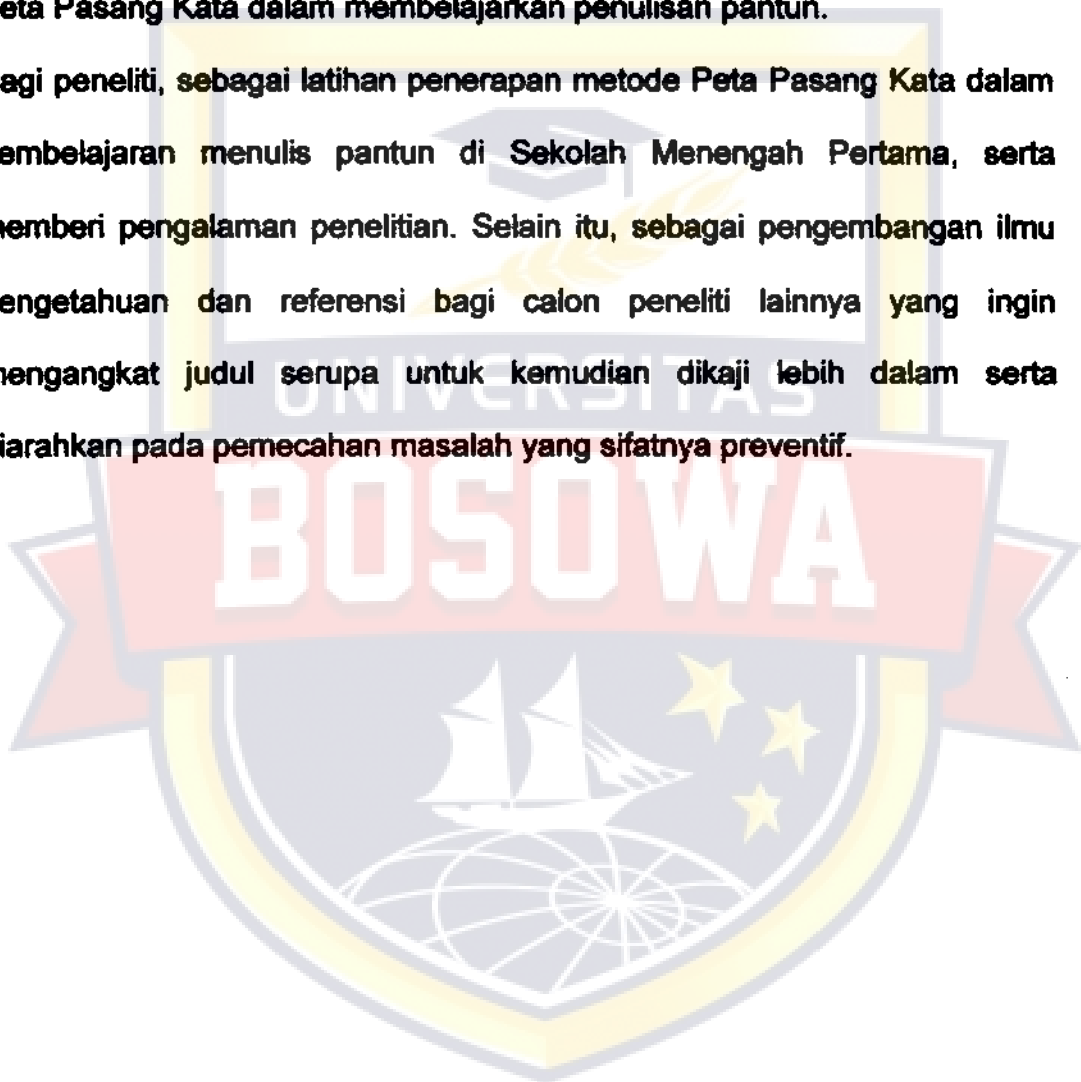 eta Pasang Kata dalam membelajarkan penulisan pantun.
agi peneliti, sebagai latihan penerapan metode Peta Pasang Kata dalam
embelajaran menulis pantun di Sekolah Menengah Pertama, serta
nemberi pengalaman penelitian. Selain itu, sebagai pengembangan ilmu
engetahuan dan referensi bagi calon peneliti lainnya yang ingin
nengangkat judul serupa untuk kemudian dikaji lebih dalam serta
UNIVERSITAS
iarahkan pada pemecahan masalah yang sifatnya preventif.
BOSOWA